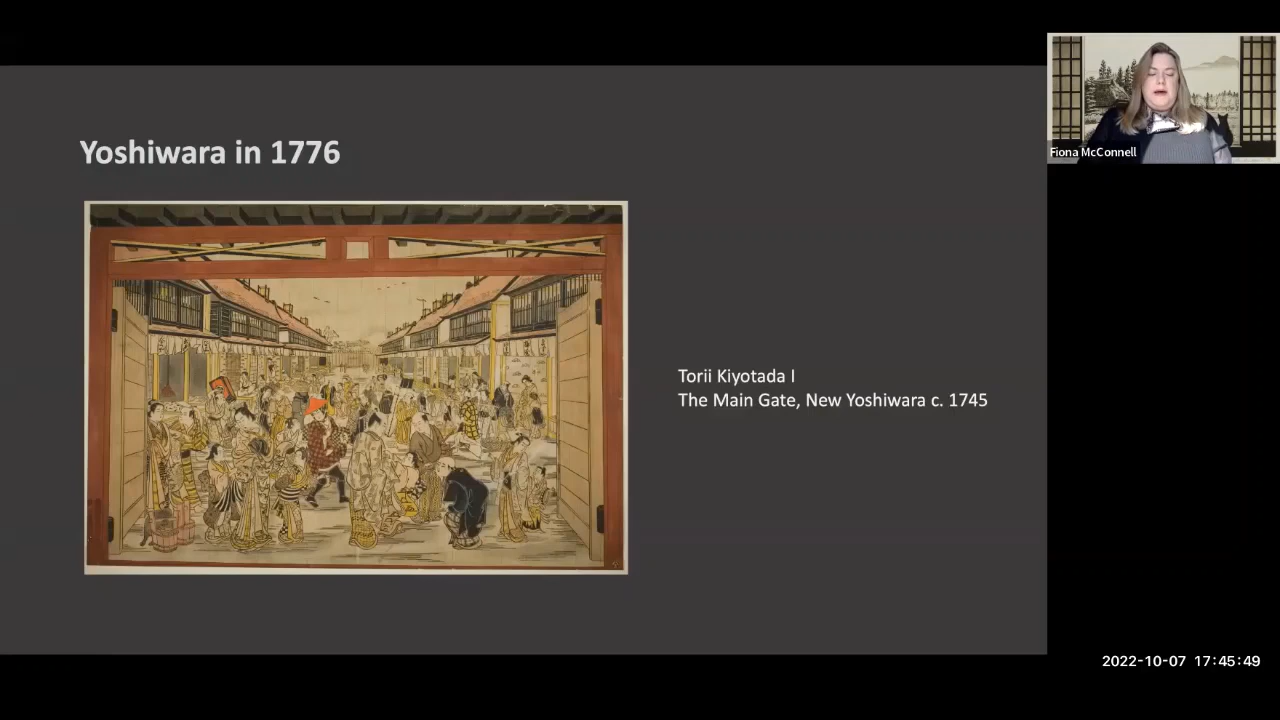 Yoshiwara in 1776
Torii Kiyotada I
The Main Gate, New Yoshiwara c. 1745
Fiona McConnell
2022-10-07 17:45:49